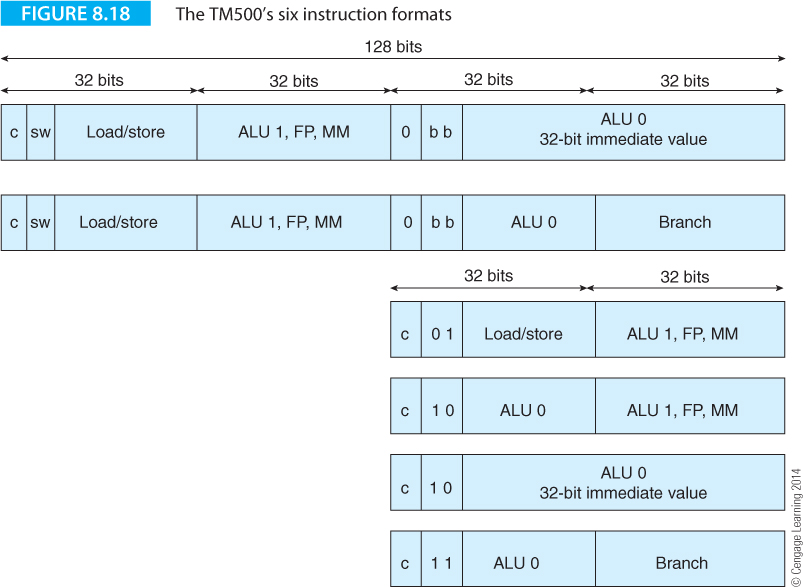 FIGURE 8.18 The TM500's six instruction formats
128 bits
32 bits 32 bits 32 bits 32 bits
c sw Load/store ALU 1, FP, MM 0 b b ALU 0
32-bit immediate value
c sw Load/store ALU 1, FP, MM 0 b b ALU 0 Branch
32 bits 32 bits
c 0 1 Load/store ALU 1, FP, MM
c 1 0 ALU 0 ALU 1, FP, MM
c 1 0 ALU 0
32-bit immediate value
c 1 1 ALU 0 Branch
© Cengage Learning 2014